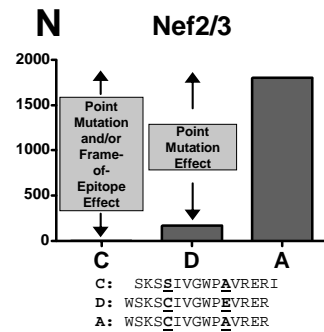 N Nef2/3
2000
1500
1000
500
0
Point
Mutation
and/or
Frame-
of-
Epitope
Effect
Point
Mutation
Effect
C D A
C: SKSSIVGWPAVRERI
D: WSKSCIVGWPEVRER
A: WSKSCIVGWPAVRER